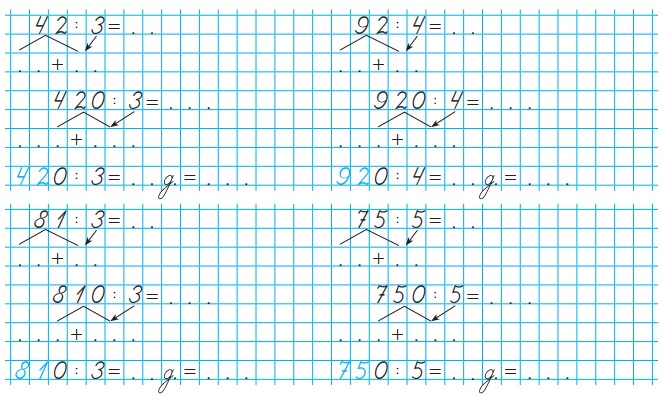 42 : 3 = . .
. . + . .
420 : 3 = . . .
. . . + . . .
420 : 3 = . . g. = . . .
92 : 4 = . .
. . + . .
920 : 4 = . . .
. . . + . . .
920 : 4 = . . g. = . . .
81 : 3 = . .
. . + . .
810 : 3 = . . .
. . . + . . .
810 : 3 = . . g. = . . .
75 : 5 = . .
. . + . .
750 : 5 = . . .
. . . + . . .
750 : 5 = . . g. = . . .